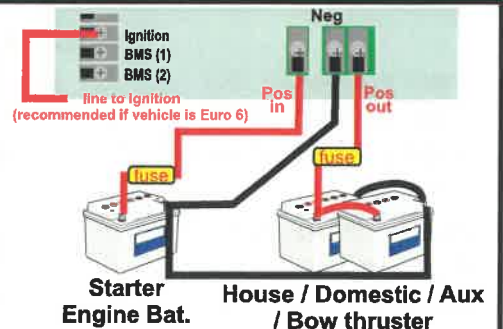 Neg
Ignition
BMS (1)
BMS (2)
line to ignition
(recommended if vehicle is Euro 6)
Pos
in
Pos
out
fuse
fuse
Starter
Engine Bat.
House / Domestic / Aux
/ Bow thruster